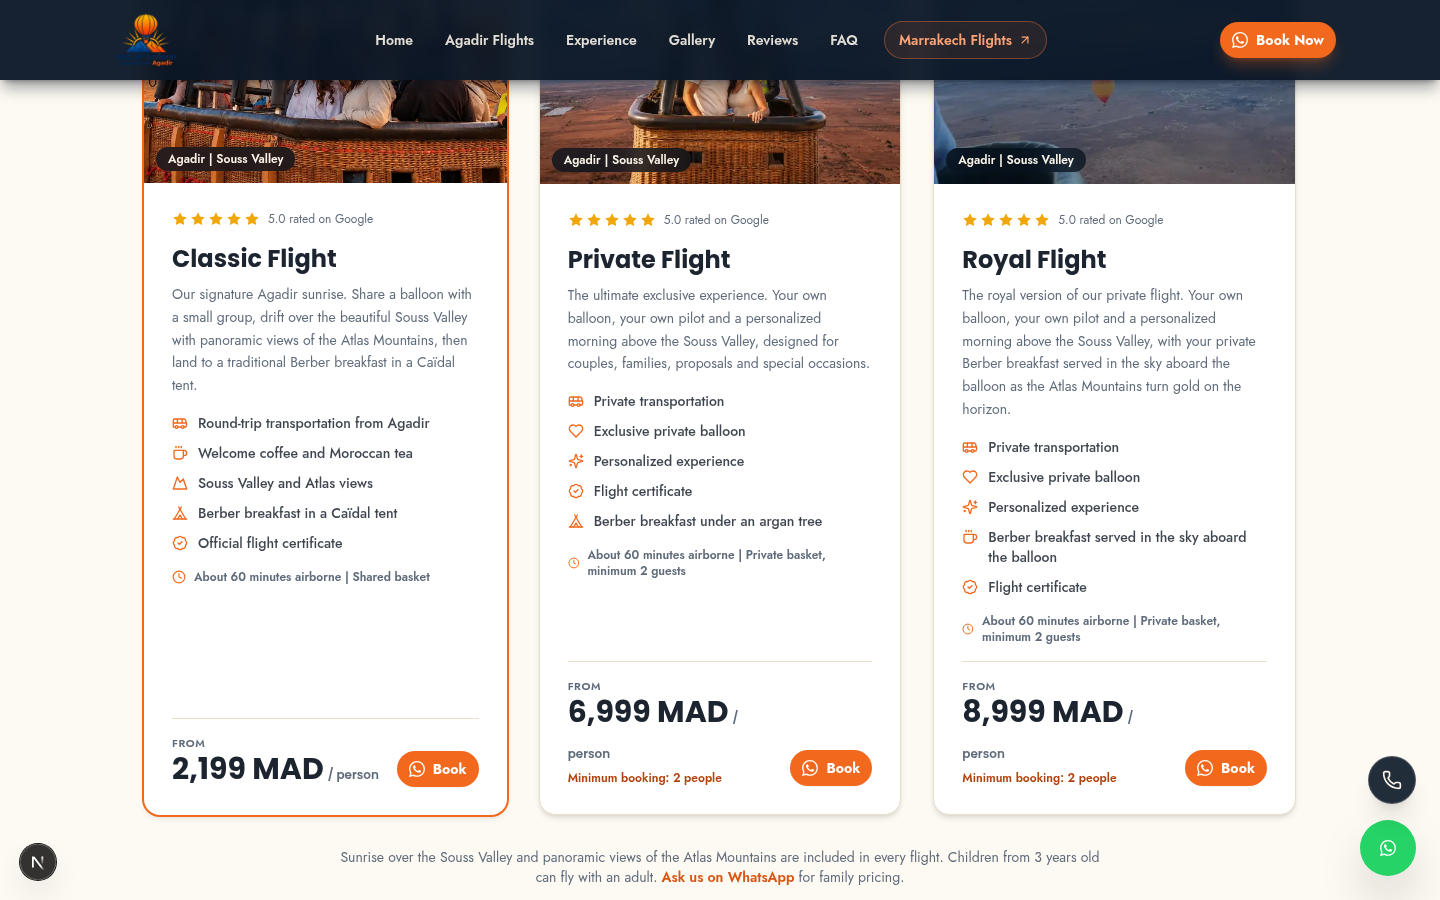 Agadir
Home
Agadir Flights
Experience
Gallery
Reviews
FAQ
Marrakech Flights
Book Now
Agadir | Souss Valley
5.0 rated on Google
Classic Flight
Our signature Agadir sunrise. Share a balloon with
a small group, drift over the beautiful Souss Valley
with panoramic views of the Atlas Mountains, then
land to a traditional Berber breakfast in a Caïdal
tent.
Round-trip transportation from Agadir
Welcome coffee and Moroccan tea
Souss Valley and Atlas views
Berber breakfast in a Caïdal tent
Official flight certificate
About 60 minutes airborne | Shared basket
FROM
2,199 MAD / person
Book
Agadir | Souss Valley
5.0 rated on Google
Private Flight
The ultimate exclusive experience. Your own
balloon, your own pilot and a personalized
morning above the Souss Valley, designed for
couples, families, proposals and special occasions.
Private transportation
Exclusive private balloon
Personalized experience
Flight certificate
Berber breakfast under an argan tree
About 60 minutes airborne | Private basket,
minimum 2 guests
FROM
6,999 MAD /
person
Minimum booking: 2 people
Book
Agadir | Souss Valley
5.0 rated on Google
Royal Flight
The royal version of our private flight. Your own
balloon, your own pilot and a personalized
morning above the Souss Valley, with your private
Berber breakfast served in the sky aboard the
balloon as the Atlas Mountains turn gold on the
horizon.
Private transportation
Exclusive private balloon
Personalized experience
Berber breakfast served in the sky aboard
the balloon
Flight certificate
About 60 minutes airborne | Private basket,
minimum 2 guests
FROM
8,999 MAD /
person
Minimum booking: 2 people
Book
Sunrise over the Souss Valley and panoramic views of the Atlas Mountains are included in every flight. Children from 3 years old
can fly with an adult. Ask us on WhatsApp for family pricing.
N